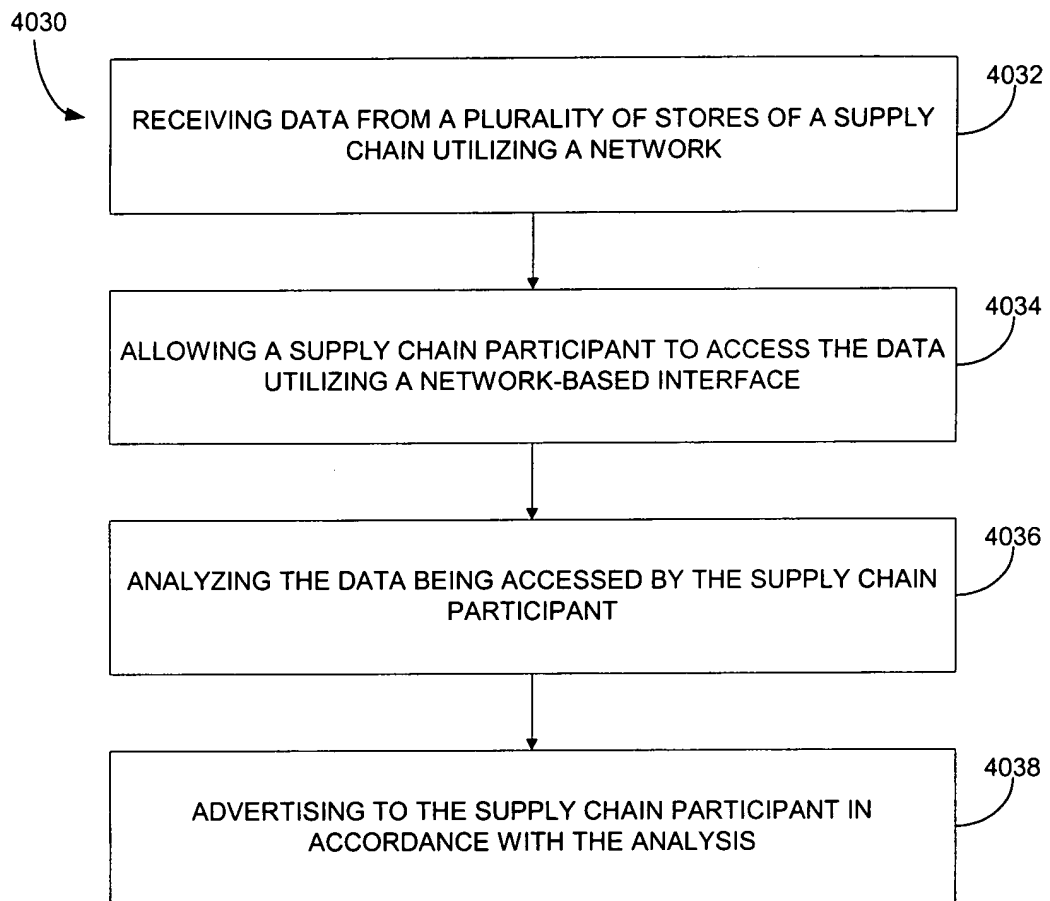 4030
4032
RECEIVING DATA FROM A PLURALITY OF STORES OF A SUPPLY
CHAIN UTILIZING A NETWORK
4034
ALLOWING A SUPPLY CHAIN PARTICIPANT TO ACCESS THE DATA
UTILIZING A NETWORK-BASED INTERFACE
4036
ANALYZING THE DATA BEING ACCESSED BY THE SUPPLY CHAIN
PARTICIPANT
4038
ADVERTISING TO THE SUPPLY CHAIN PARTICIPANT IN
ACCORDANCE WITH THE ANALYSIS